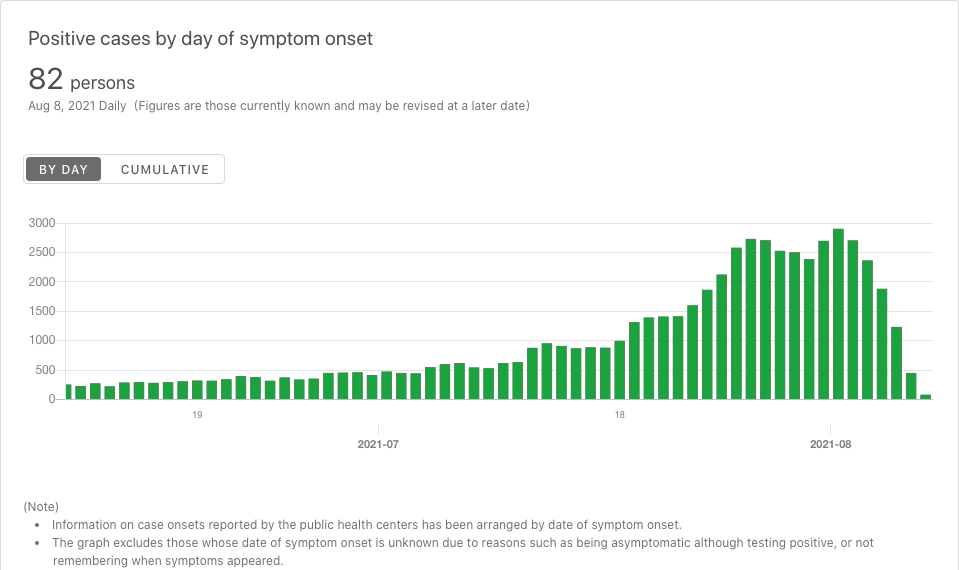 Positive cases by day of symptom onset
82 persons
Aug 8, 2021 Daily (Figures are those currently known and may be revised at a later date)
BY DAY CUMULATIVE
3000
2500
2000
1500
1000
500
0
19 18
2021-07 2021-08
(Note)
• Information on case onsets reported by the public health centers has been arranged by date of symptom onset.
• The graph excludes those whose date of symptom onset is unknown due to reasons such as being asymptomatic although testing positive, or not
remembering when symptoms appeared.